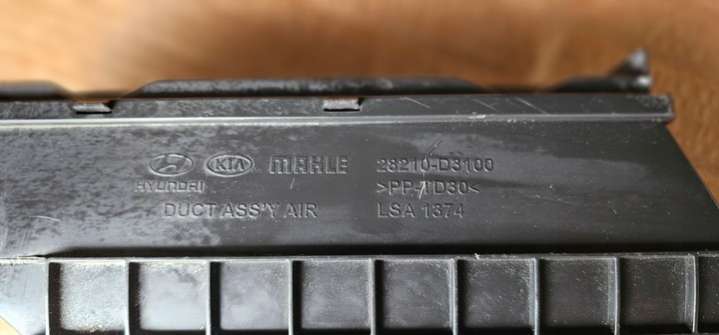 HYUNDAI KIA MAHLE 28210-D3100
>PP-TD30<
DUCT ASS'Y AIR LSA 1374